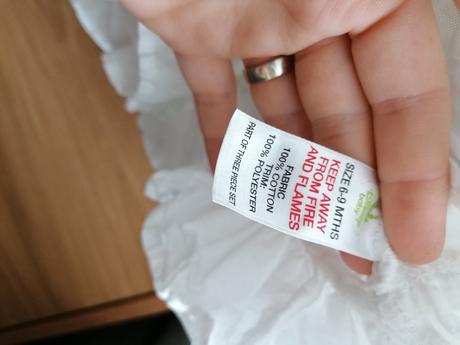 baby
SIZE 6-9 MTHS
KEEP AWAY
FROM FIRE
AND FLAMES
FABRIC
100% COTTON
TRIM:
100% POLYESTER
PART OF THREE PIECE SET